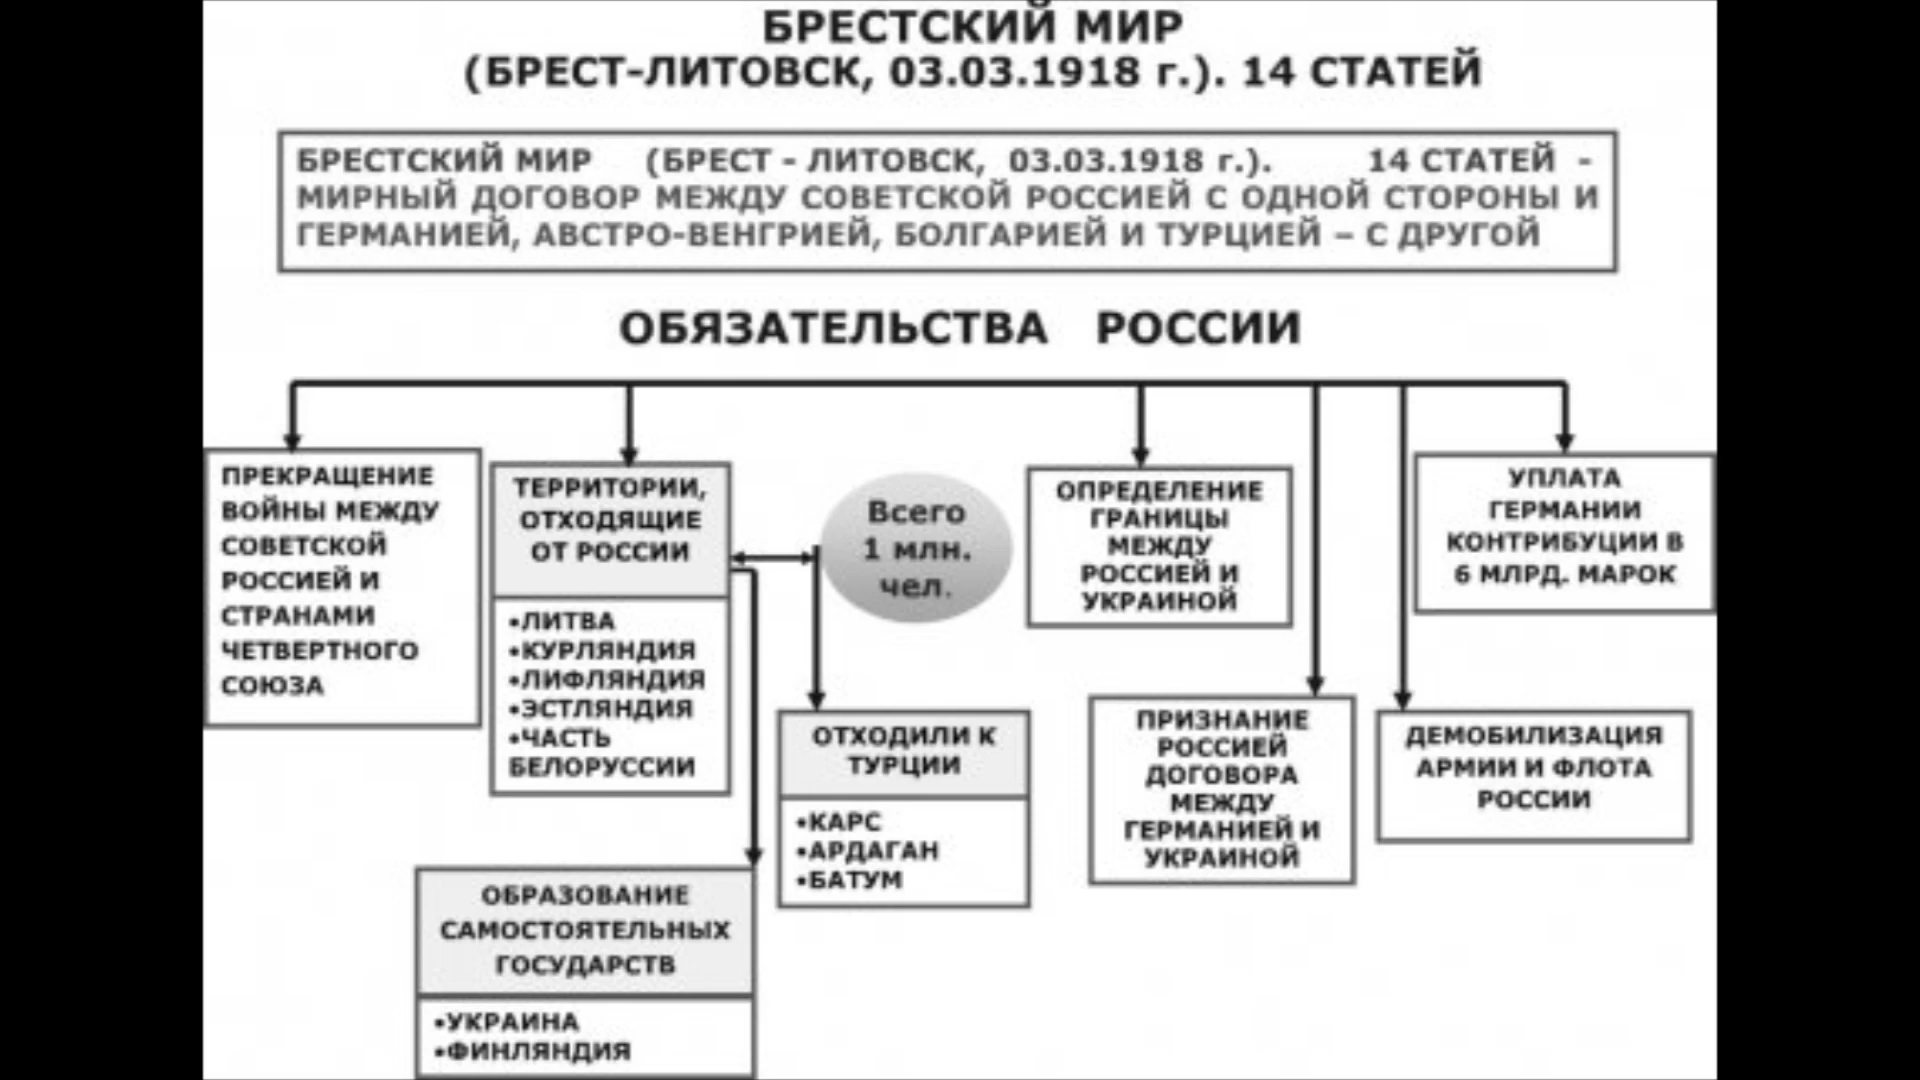 БРЕСТСКИЙ МИР
(БРЕСТ-ЛИТОВСК, 03.03.1918 г.). 14 СТАТЕЙ
БРЕСТСКИЙ МИР (БРЕСТ - ЛИТОВСК, 03.03.1918 г.). 14 СТАТЕЙ -
МИРНЫЙ ДОГОВОР МЕЖДУ СОВЕТСКОЙ РОССИЕЙ С ОДНОЙ СТОРОНЫ И
ГЕРМАНИЕЙ, АВСТРО-ВЕНГРИЕЙ, БОЛГАРИЕЙ И ТУРЦИЕЙ – С ДРУГОЙ
ОБЯЗАТЕЛЬСТВА РОССИИ
ПРЕКРАЩЕНИЕ
ВОЙНЫ МЕЖДУ
СОВЕТСКОЙ
РОССИЕЙ И
СТРАНАМИ
ЧЕТВЕРТНОГО
СОЮЗА
ТЕРРИТОРИИ,
ОТХОДЯЩИЕ
ОТ РОССИИ
•ЛИТВА
•КУРЛЯНДИЯ
•ЛИФЛЯНДИЯ
•ЭСТЛЯНДИЯ
•ЧАСТЬ
БЕЛОРУССИИ
Всего
1 млн.
чел.
ОПРЕДЕЛЕНИЕ
ГРАНИЦЫ
МЕЖДУ
РОССИЕЙ И
УКРАИНОЙ
УПЛАТА
ГЕРМАНИИ
КОНТРИБУЦИИ В
6 МЛРД. МАРОК
ОТХОДИЛИ К
ТУРЦИИ
•КАРС
•АРДАГАН
•БАТУМ
ПРИЗНАНИЕ
РОССИЕЙ
ДОГОВОРА
МЕЖДУ
ГЕРМАНИЕЙ И
УКРАИНОЙ
ДЕМОБИЛИЗАЦИЯ
АРМИИ И ФЛОТА
РОССИИ
ОБРАЗОВАНИЕ
САМОСТОЯТЕЛЬНЫХ
ГОСУДАРСТВ
•УКРАИНА
•ФИНЛЯНДИЯ